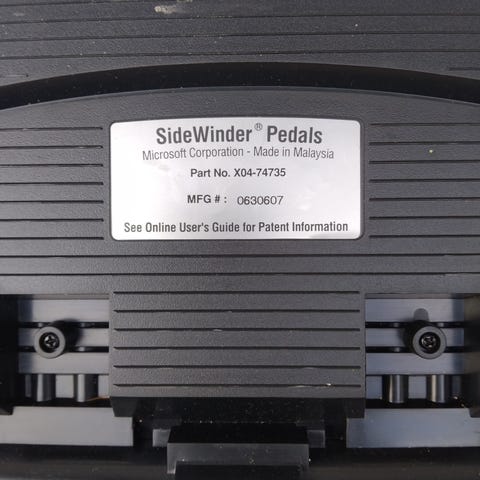 SideWinder® Pedals
Microsoft Corporation - Made in Malaysia
Part No. X04-74735
MFG # : 0630607
See Online User's Guide for Patent Information